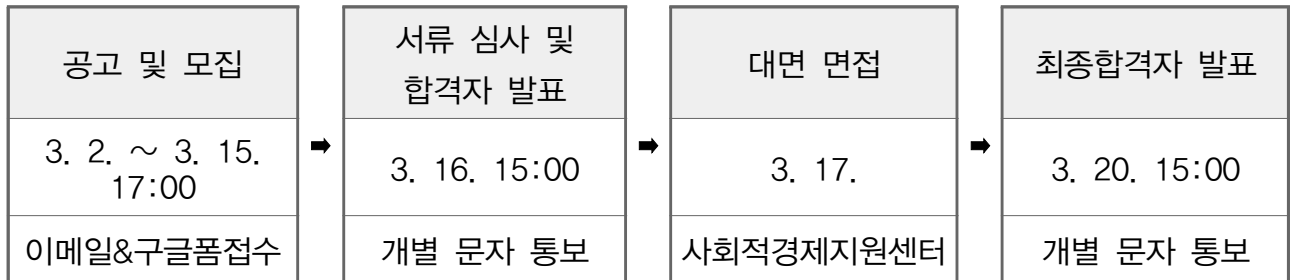 공고 및 모집
3. 2. ~ 3. 15.
17:00
이메일&구글폼접수
➡
서류 심사 및
합격자 발표
3. 16. 15:00
개별 문자 통보
➡
대면 면접
3. 17.
사회적경제지원센터
➡
최종합격자 발표
3. 20. 15:00
개별 문자 통보